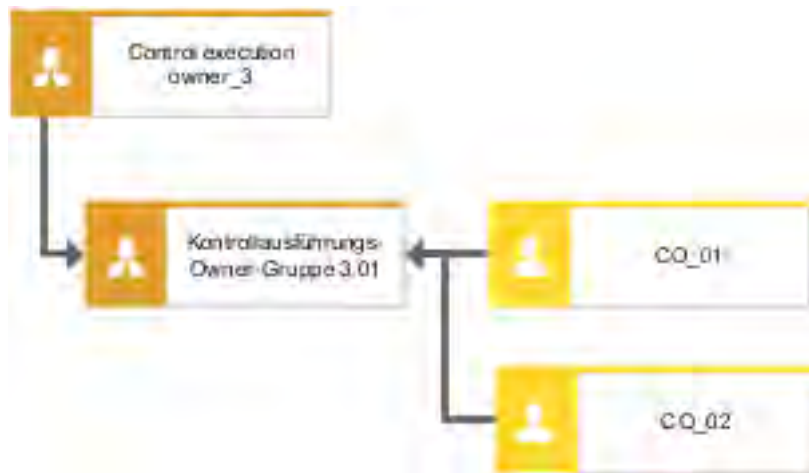 Control execution
owner_3
Kontrollausführungs-
Owner-Gruppe 3.01
CO_01
CO_02